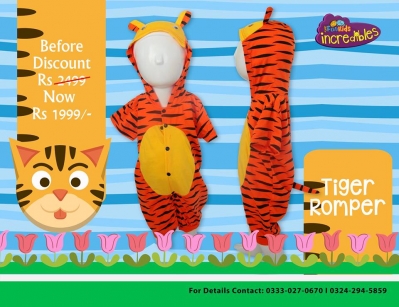 Before
Discount
Rs 2499
Now
Rs 1999/-
incredibles
Tiger
Romper
For Details Contact: 0333-027-0670 I 0324-294-5859